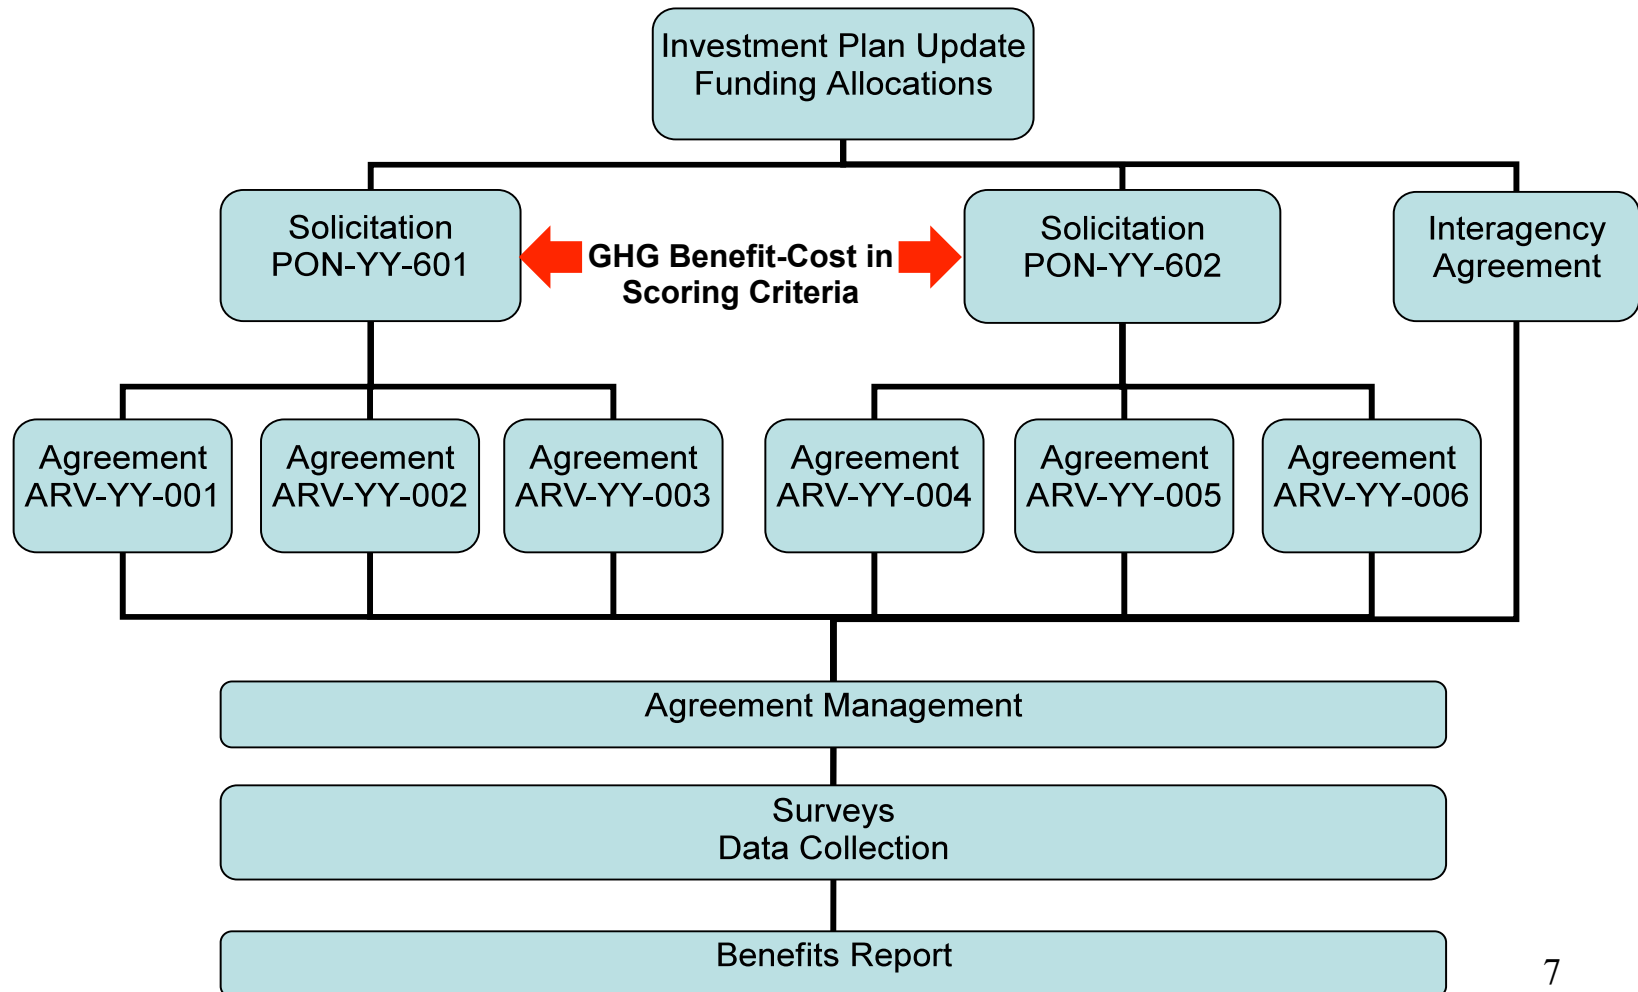 Investment Plan Update
Funding Allocations
Solicitation
PON-YY-601
GHG Benefit-Cost in
Scoring Criteria
Solicitation
PON-YY-602
Interagency
Agreement
Agreement
ARV-YY-001
Agreement
ARV-YY-002
Agreement
ARV-YY-003
Agreement
ARV-YY-004
Agreement
ARV-YY-005
Agreement
ARV-YY-006
Agreement Management
Surveys
Data Collection
Benefits Report
7